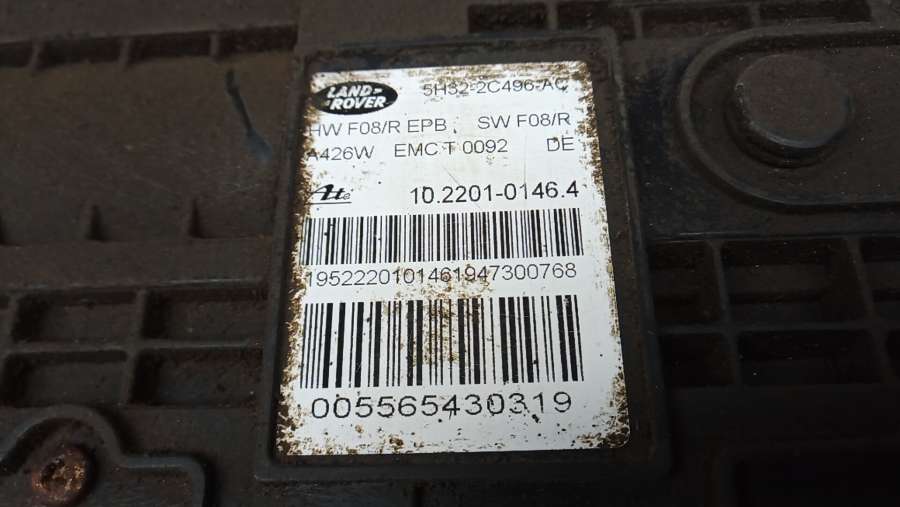 LAND ROVER 5H32-2C496-AC
HW F08/R EPB SW F08/R
A426W EMC T 0092 DE
Ate 10.2201-0146.4
1952220101461947300768
005565430319